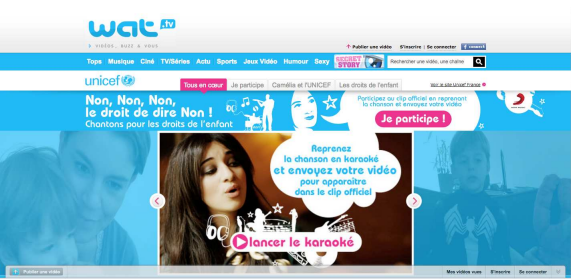 wat.tv
VIDÉOS, BUZZ & VOUS
Publier une vidéo S'inscrire | Se connecter f connect
Tops Musique Ciné TV/Séries Actu Sports Jeux Vidéo Humour Sexy SECRET STORY Rechercher une vidéo, une chaîne
unicef
Tous en cœur Je participe Camélia et l'UNICEF Les droits de l'enfant Voir le site Unicef France
Non, Non, Non,
le droit de dire Non !
Chantons pour les droits de l'enfant
Participez au clip officiel en reprenant
la chanson et envoyez votre vidéo
Je participe !
Reprenez
la chanson en karaoké
et envoyez votre vidéo
pour apparaître
dans le clip officiel
lancer le karaoké
Publier une vidéo Mes vidéos vues S'inscrire Se connecter